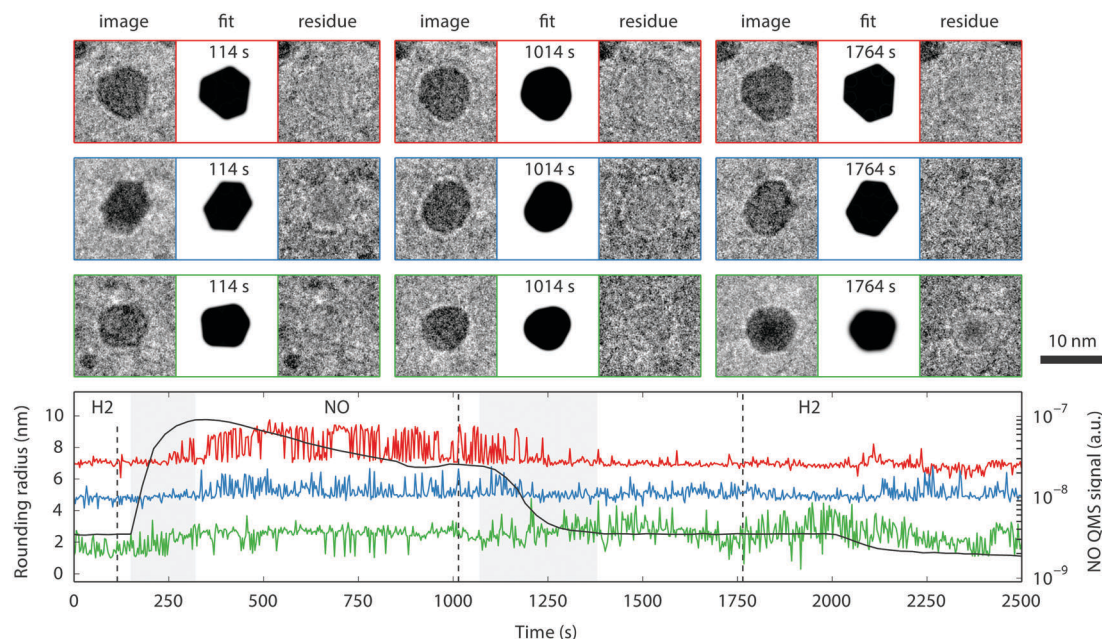 image fit residue image fit residue image fit residue
114 s 1014 s 1764 s
114 s 1014 s 1764 s
114 s 1014 s 1764 s
10 nm
H2 NO H2
Rounding radius (nm)
10
8
6
4
2
0
NO QMS signal (a.u.)
10⁻⁷
10⁻⁸
10⁻⁹
0 250 500 750 1000 1250 1500 1750 2000 2250 2500
Time (s)